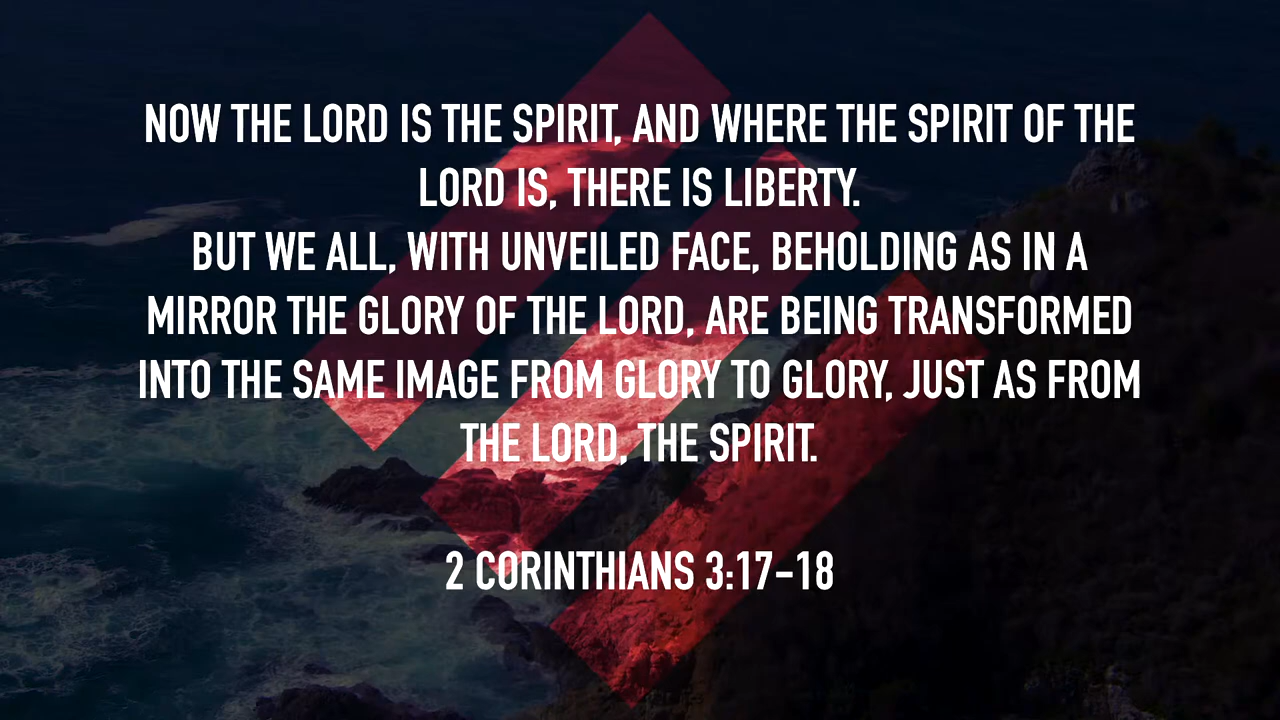 NOW THE LORD IS THE SPIRIT, AND WHERE THE SPIRIT OF THE
LORD IS, THERE IS LIBERTY.
BUT WE ALL, WITH UNVEILED FACE, BEHOLDING AS IN A
MIRROR THE GLORY OF THE LORD, ARE BEING TRANSFORMED
INTO THE SAME IMAGE FROM GLORY TO GLORY, JUST AS FROM
THE LORD, THE SPIRIT.
2 CORINTHIANS 3:17-18